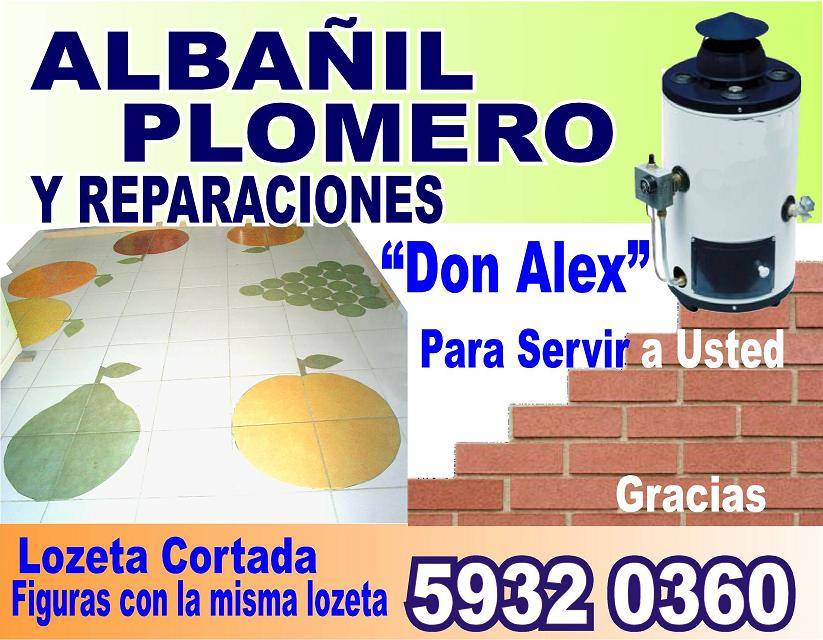 ALBAÑIL
PLOMERO
Y REPARACIONES
“Don Alex”
Para Servir a Usted
Gracias
Lozeta Cortada
Figuras con la misma lozeta
5932 0360